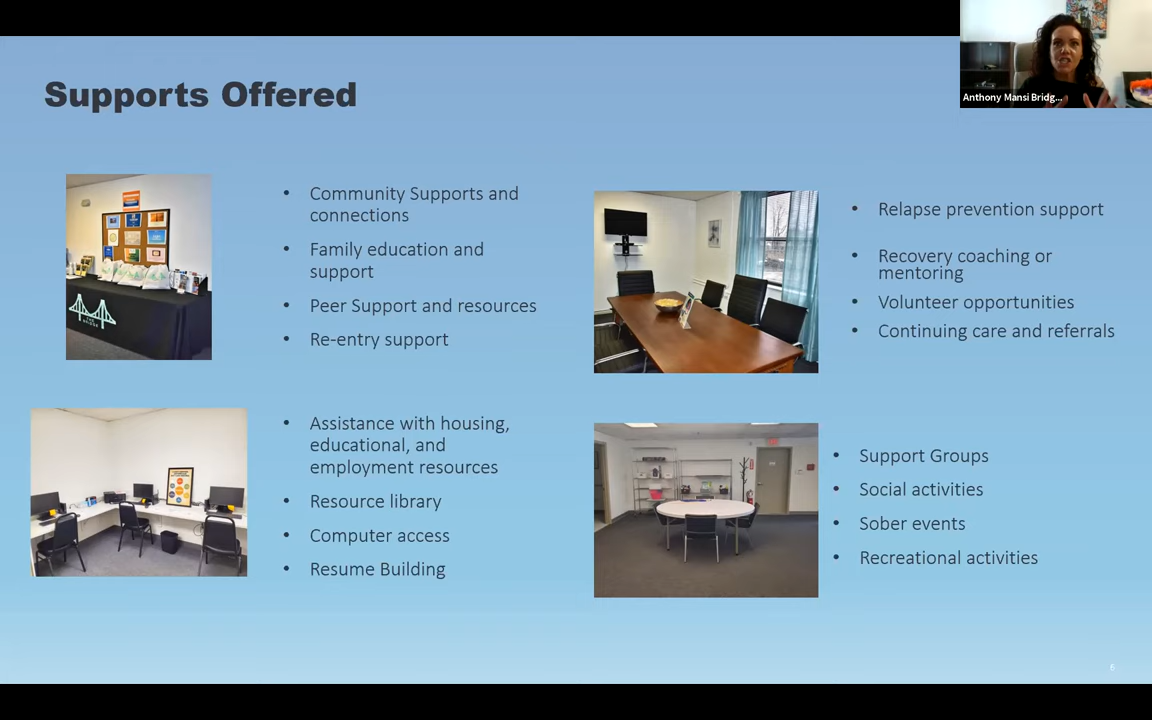 Supports Offered
Anthony Mansi Bridg...
• Community Supports and
connections
• Family education and
support
• Peer Support and resources
• Re-entry support
• Relapse prevention support
• Recovery coaching or
mentoring
• Volunteer opportunities
• Continuing care and referrals
• Assistance with housing,
educational, and
employment resources
• Resource library
• Computer access
• Resume Building
• Support Groups
• Social activities
• Sober events
• Recreational activities
6